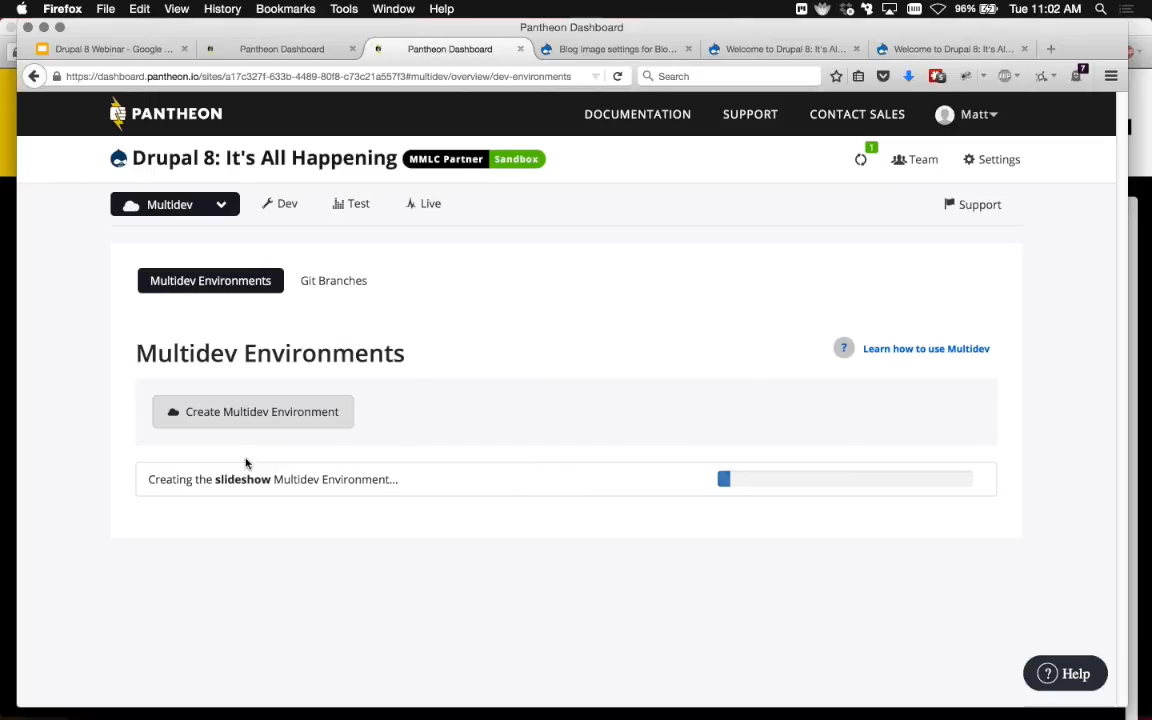 Firefox File Edit View History Bookmarks Tools Window Help 96% Tue 11:02 AM
Pantheon Dashboard
Drupal 8 Webinar - Google ... Pantheon Dashboard Pantheon Dashboard Blog image settings for Blo... Welcome to Drupal 8: It's Al... Welcome to Drupal 8: It's Al...
https://dashboard.pantheon.io/sites/a17c327f-633b-4489-80f8-c73c21a557f3#multidev/overview/dev-environments Search 7
PANTHEON DOCUMENTATION SUPPORT CONTACT SALES Matt
Drupal 8: It's All Happening MMLC Partner Sandbox 1 Team Settings
Multidev Dev Test Live Support
Multidev Environments Git Branches
Multidev Environments ? Learn how to use Multidev
Create Multidev Environment
Creating the slideshow Multidev Environment...
? Help